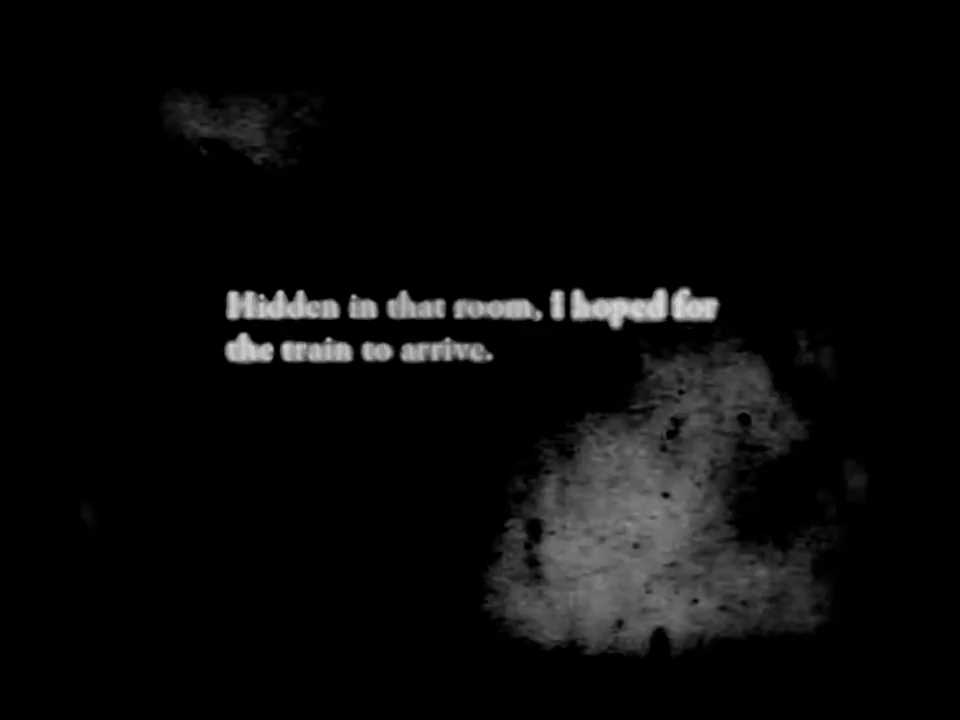 Hidden in that room, I hoped for
the train to arrive.